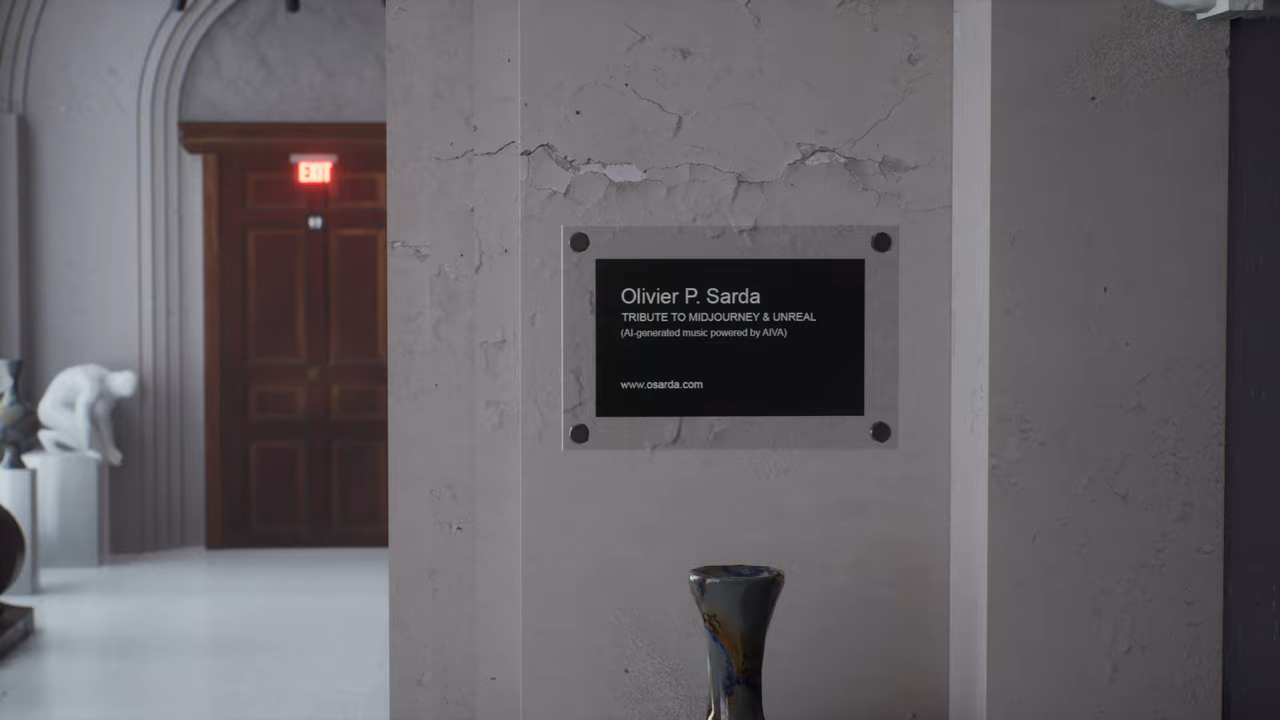 EXIT
Olivier P. Sarda
TRIBUTE TO MIDJOURNEY & UNREAL
(AI-generated music powered by AIVA)
www.osarda.com